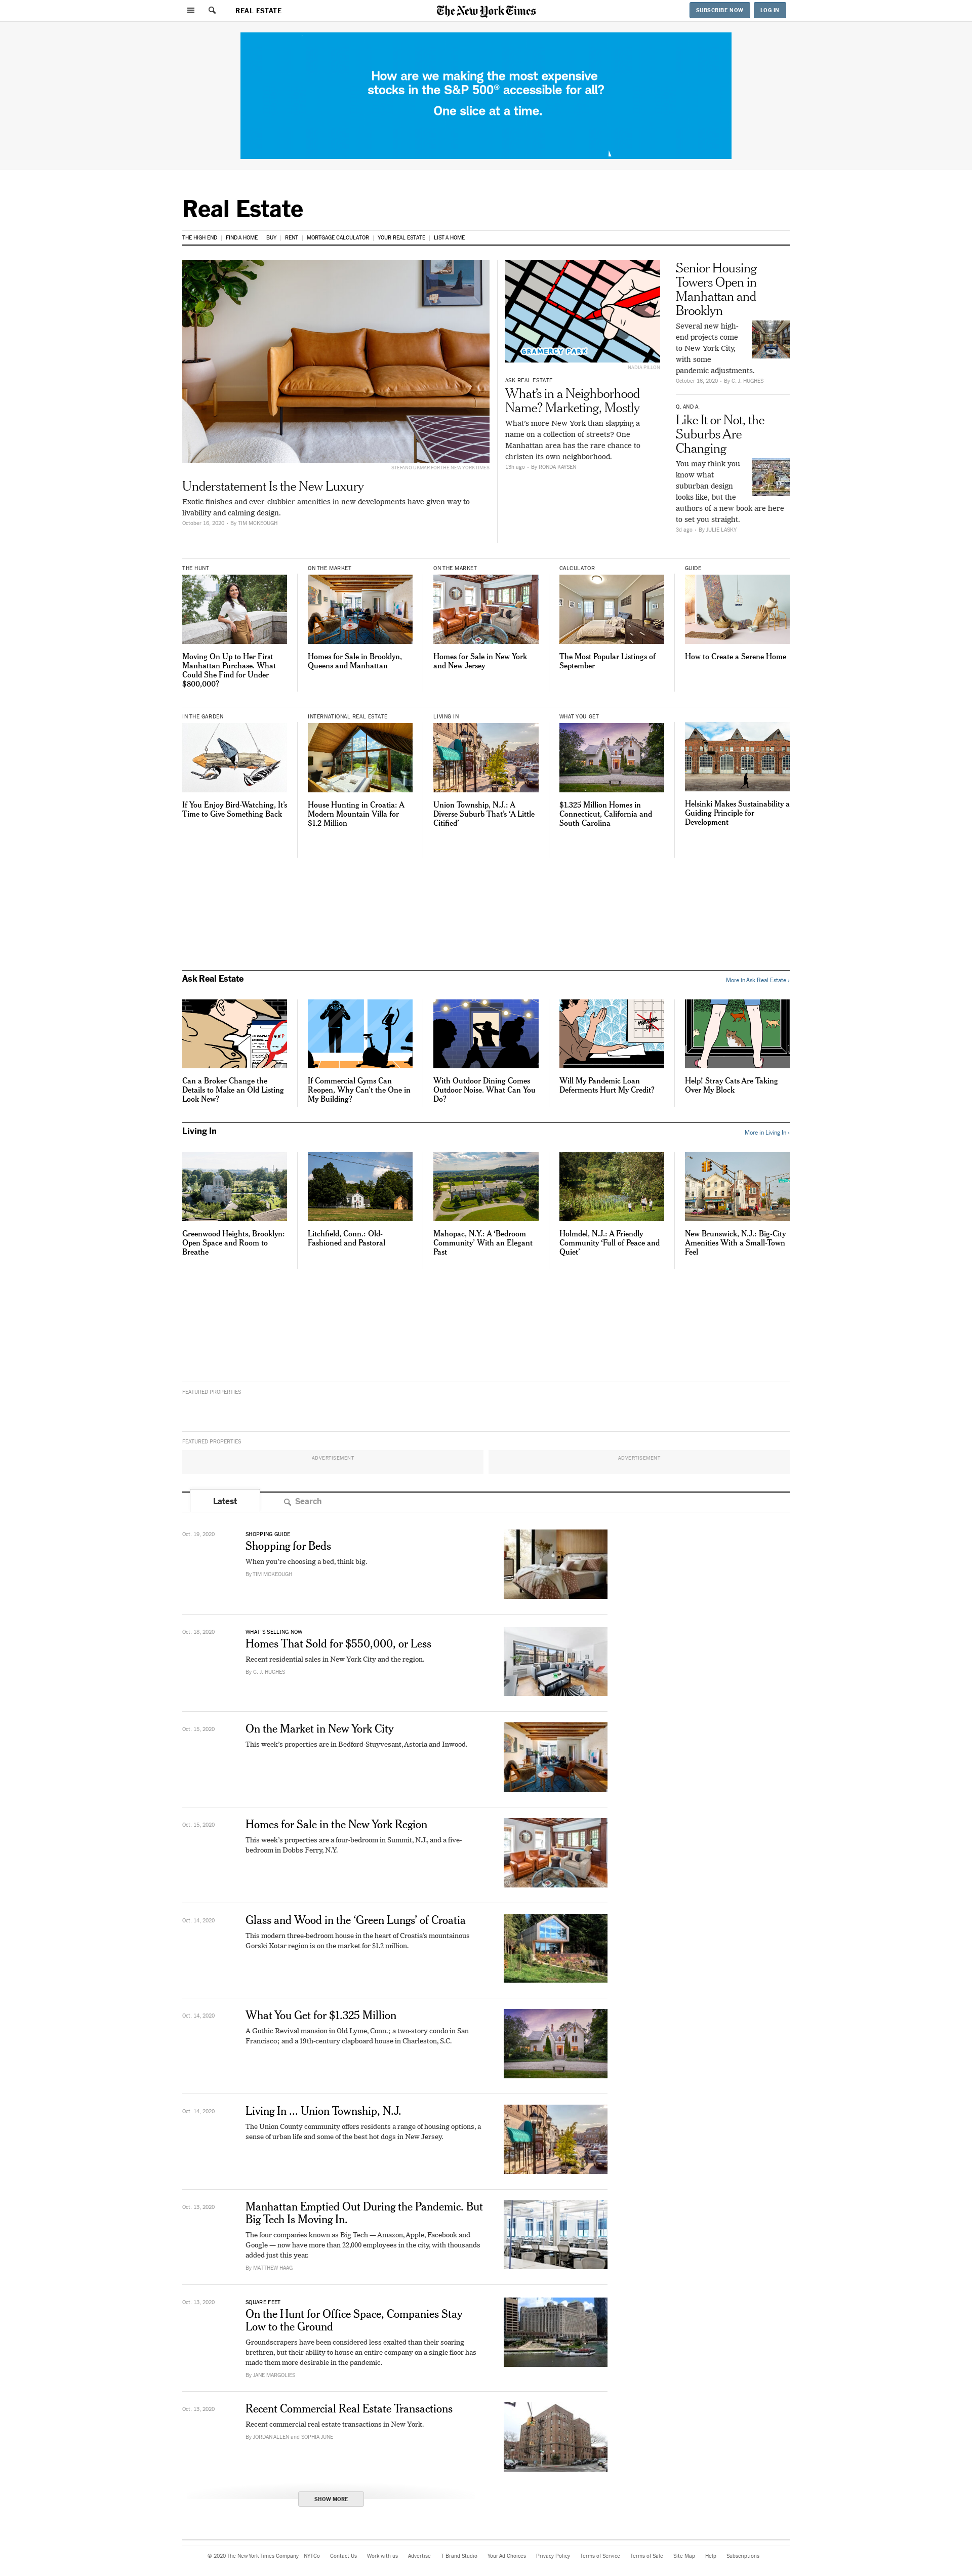 REAL ESTATE
The New York Times
SUBSCRIBE NOW
LOG IN
How are we making the most expensive
stocks in the S&P 500® accessible for all?
One slice at a time.
Real Estate
THE HIGH END
FIND A HOME
BUY
RENT
MORTGAGE CALCULATOR
YOUR REAL ESTATE
LIST A HOME
STEFANO UKMAR FOR THE NEW YORK TIMES
Understatement Is the New Luxury
Exotic finishes and ever-clubbier amenities in new developments have given way to
livability and calming design.
October 16, 2020 – By TIM MCKEOUGH
GRAMERCY PARK
NADIA PILLON
ASK REAL ESTATE
What's in a Neighborhood
Name? Marketing, Mostly
What's more New York than slapping a
name on a collection of streets? One
Manhattan area has the rare chance to
christen its own neighborhood.
13h ago – By RONDA KAYSEN
Senior Housing
Towers Open in
Manhattan and
Brooklyn
Several new high-
end projects come
to New York City,
with some
pandemic adjustments.
October 16, 2020 – By C. J. HUGHES
Q. AND A.
Like It or Not, the
Suburbs Are
Changing
You may think you
know what
suburban design
looks like, but the
authors of a new book are here
to set you straight.
3d ago – By JULIE LASKY
THE HUNT
Moving On Up to Her First
Manhattan Purchase. What
Could She Find for Under
$800,000?
ON THE MARKET
Homes for Sale in Brooklyn,
Queens and Manhattan
ON THE MARKET
Homes for Sale in New York
and New Jersey
CALCULATOR
The Most Popular Listings of
September
GUIDE
How to Create a Serene Home
IN THE GARDEN
If You Enjoy Bird-Watching, It's
Time to Give Something Back
INTERNATIONAL REAL ESTATE
House Hunting in Croatia: A
Modern Mountain Villa for
$1.2 Million
LIVING IN
Union Township, N.J.: A
Diverse Suburb That's 'A Little
Citified'
WHAT YOU GET
$1.325 Million Homes in
Connecticut, California and
South Carolina
Helsinki Makes Sustainability a
Guiding Principle for
Development
Ask Real Estate
More in Ask Real Estate ›
Can a Broker Change the
Details to Make an Old Listing
Look New?
If Commercial Gyms Can
Reopen, Why Can't the One in
My Building?
With Outdoor Dining Comes
Outdoor Noise. What Can You
Do?
Will My Pandemic Loan
Deferments Hurt My Credit?
Help! Stray Cats Are Taking
Over My Block
Living In
More in Living In ›
Greenwood Heights, Brooklyn:
Open Space and Room to
Breathe
Litchfield, Conn.: Old-
Fashioned and Pastoral
Mahopac, N.Y.: A 'Bedroom
Community' With an Elegant
Past
Holmdel, N.J.: A Friendly
Community 'Full of Peace and
Quiet'
New Brunswick, N.J.: Big-City
Amenities With a Small-Town
Feel
FEATURED PROPERTIES
FEATURED PROPERTIES
ADVERTISEMENT
ADVERTISEMENT
Latest
Search
Oct. 19, 2020
SHOPPING GUIDE
Shopping for Beds
When you're choosing a bed, think big.
By TIM MCKEOUGH
Oct. 18, 2020
WHAT'S SELLING NOW
Homes That Sold for $550,000, or Less
Recent residential sales in New York City and the region.
By C. J. HUGHES
Oct. 15, 2020
On the Market in New York City
This week's properties are in Bedford-Stuyvesant, Astoria and Inwood.
Oct. 15, 2020
Homes for Sale in the New York Region
This week's properties are a four-bedroom in Summit, N.J., and a five-
bedroom in Dobbs Ferry, N.Y.
Oct. 14, 2020
Glass and Wood in the 'Green Lungs' of Croatia
This modern three-bedroom house in the heart of Croatia's mountainous
Gorski Kotar region is on the market for $1.2 million.
Oct. 14, 2020
What You Get for $1.325 Million
A Gothic Revival mansion in Old Lyme, Conn.; a two-story condo in San
Francisco; and a 19th-century clapboard house in Charleston, S.C.
Oct. 14, 2020
Living In ... Union Township, N.J.
The Union County community offers residents a range of housing options, a
sense of urban life and some of the best hot dogs in New Jersey.
Oct. 13, 2020
Manhattan Emptied Out During the Pandemic. But
Big Tech Is Moving In.
The four companies known as Big Tech — Amazon, Apple, Facebook and
Google — now have more than 22,000 employees in the city, with thousands
added just this year.
By MATTHEW HAAG
Oct. 13, 2020
SQUARE FEET
On the Hunt for Office Space, Companies Stay
Low to the Ground
Groundscrapers have been considered less exalted than their soaring
brethren, but their ability to house an entire company on a single floor has
made them more desirable in the pandemic.
By JANE MARGOLIES
Oct. 13, 2020
Recent Commercial Real Estate Transactions
Recent commercial real estate transactions in New York.
By JORDAN ALLEN and SOPHIA JUNE
SHOW MORE
© 2020 The New York Times Company
NYTCo
Contact Us
Work with us
Advertise
T Brand Studio
Your Ad Choices
Privacy Policy
Terms of Service
Terms of Sale
Site Map
Help
Subscriptions